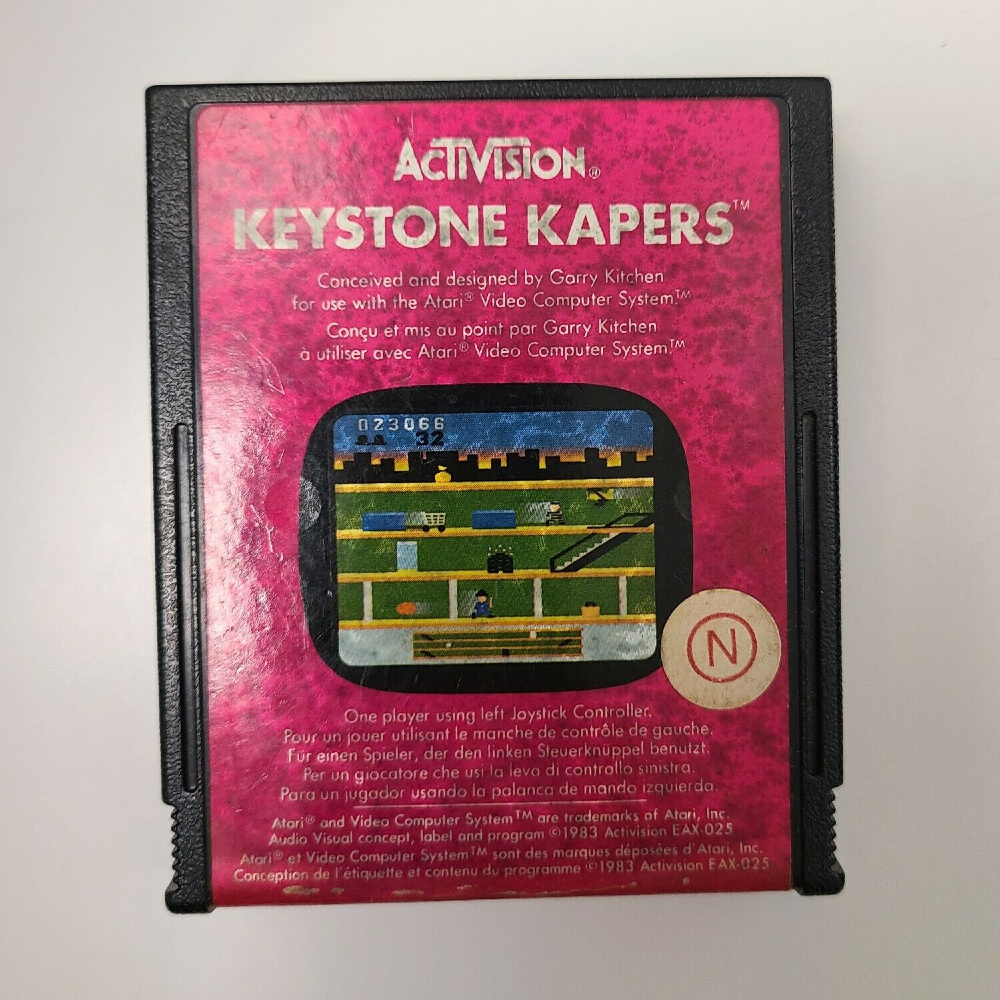 ACTIVISION®
KEYSTONE KAPERS™
Conceived and designed by Garry Kitchen
for use with the Atari® Video Computer System.™
Conçu et mis au point par Garry Kitchen
à utiliser avec Atari® Video Computer System.™
023066
32
N
One player using left Joystick Controller.
Pour un jouer utilisant le manche de contrôle de gauche.
Für einen Spieler, der den linken Steuerknüppel benutzt.
Per un giocatore che usi la leva di controllo sinistra.
Para un jugador usando la palanca de mando izquierda.
Atari® and Video Computer System™ are trademarks of Atari, Inc.
Audio Visual concept, label and program ©1983 Activision EAX-025
Atari® et Video Computer System™ sont des marques déposées d'Atari, Inc.
Conception de l'étiquette et contenu du programme ©1983 Activision EAX-025